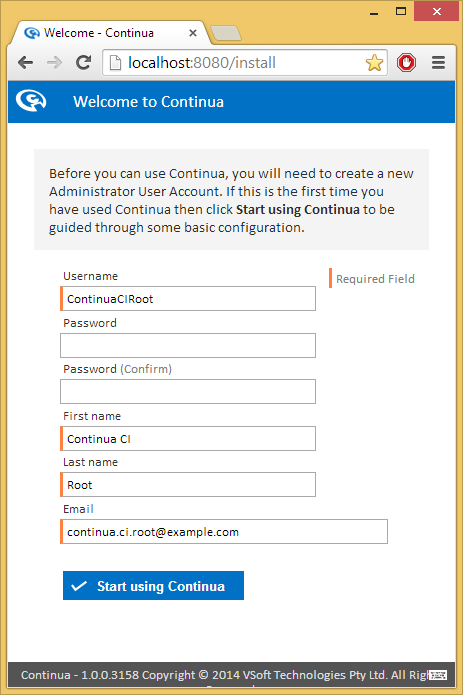 Welcome - Continua
localhost:8080/install
Welcome to Continua
Before you can use Continua, you will need to create a new
Administrator User Account. If this is the first time you
have used Continua then click Start using Continua to be
guided through some basic configuration.
Username
Required Field
ContinuaCIRoot
Password
Password (Confirm)
First name
Continua CI
Last name
Root
Email
continua.ci.root@example.com
Start using Continua
Continua - 1.0.0.3158 Copyright © 2014 VSoft Technologies Pty Ltd. All